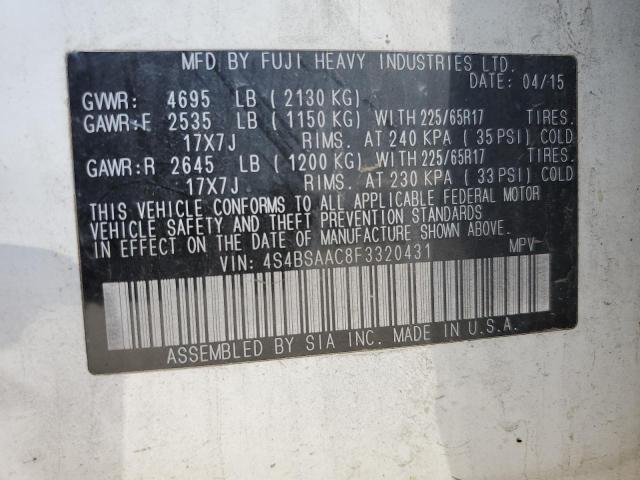 MFD BY FUJI HEAVY INDUSTRIES LTD.
DATE: 04/15
GVWR: 4695 LB (2130 KG)
GAWR:F 2535 LB (1150 KG) WITH 225/65R17 TIRES.
17X7J RIMS. AT 240 KPA (35 PSI) COLD
GAWR:R 2645 LB (1200 KG) WITH 225/65R17 TIRES.
17X7J RIMS. AT 230 KPA (33 PSI) COLD
THIS VEHICLE CONFORMS TO ALL APPLICABLE FEDERAL MOTOR
VEHICLE SAFETY AND THEFT PREVENTION STANDARDS
IN EFFECT ON THE DATE OF MANUFACTURE SHOWN ABOVE.
VIN: 4S4BSAAC8F3320431 MPV
ASSEMBLED BY SIA INC. MADE IN U.S.A.